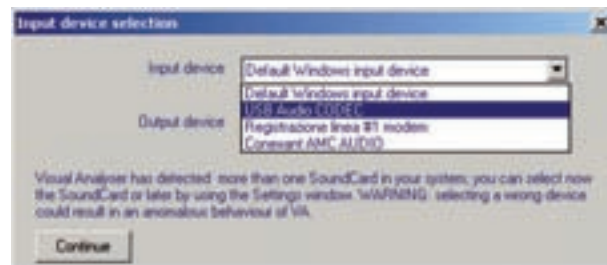 Input device selection
Input device
Default Windows input device
Default Windows input device
USB Audio CODEC
Output device
Registrazione linea #1 modem
Conexant AMC AUDIO
Visual Analyser has detected more than one SoundCard in your system; you can select now
the SoundCard or later by using the Settings window. WARNING: selecting a wrong device
could result in an anomalous behaviour of VA.
Continue